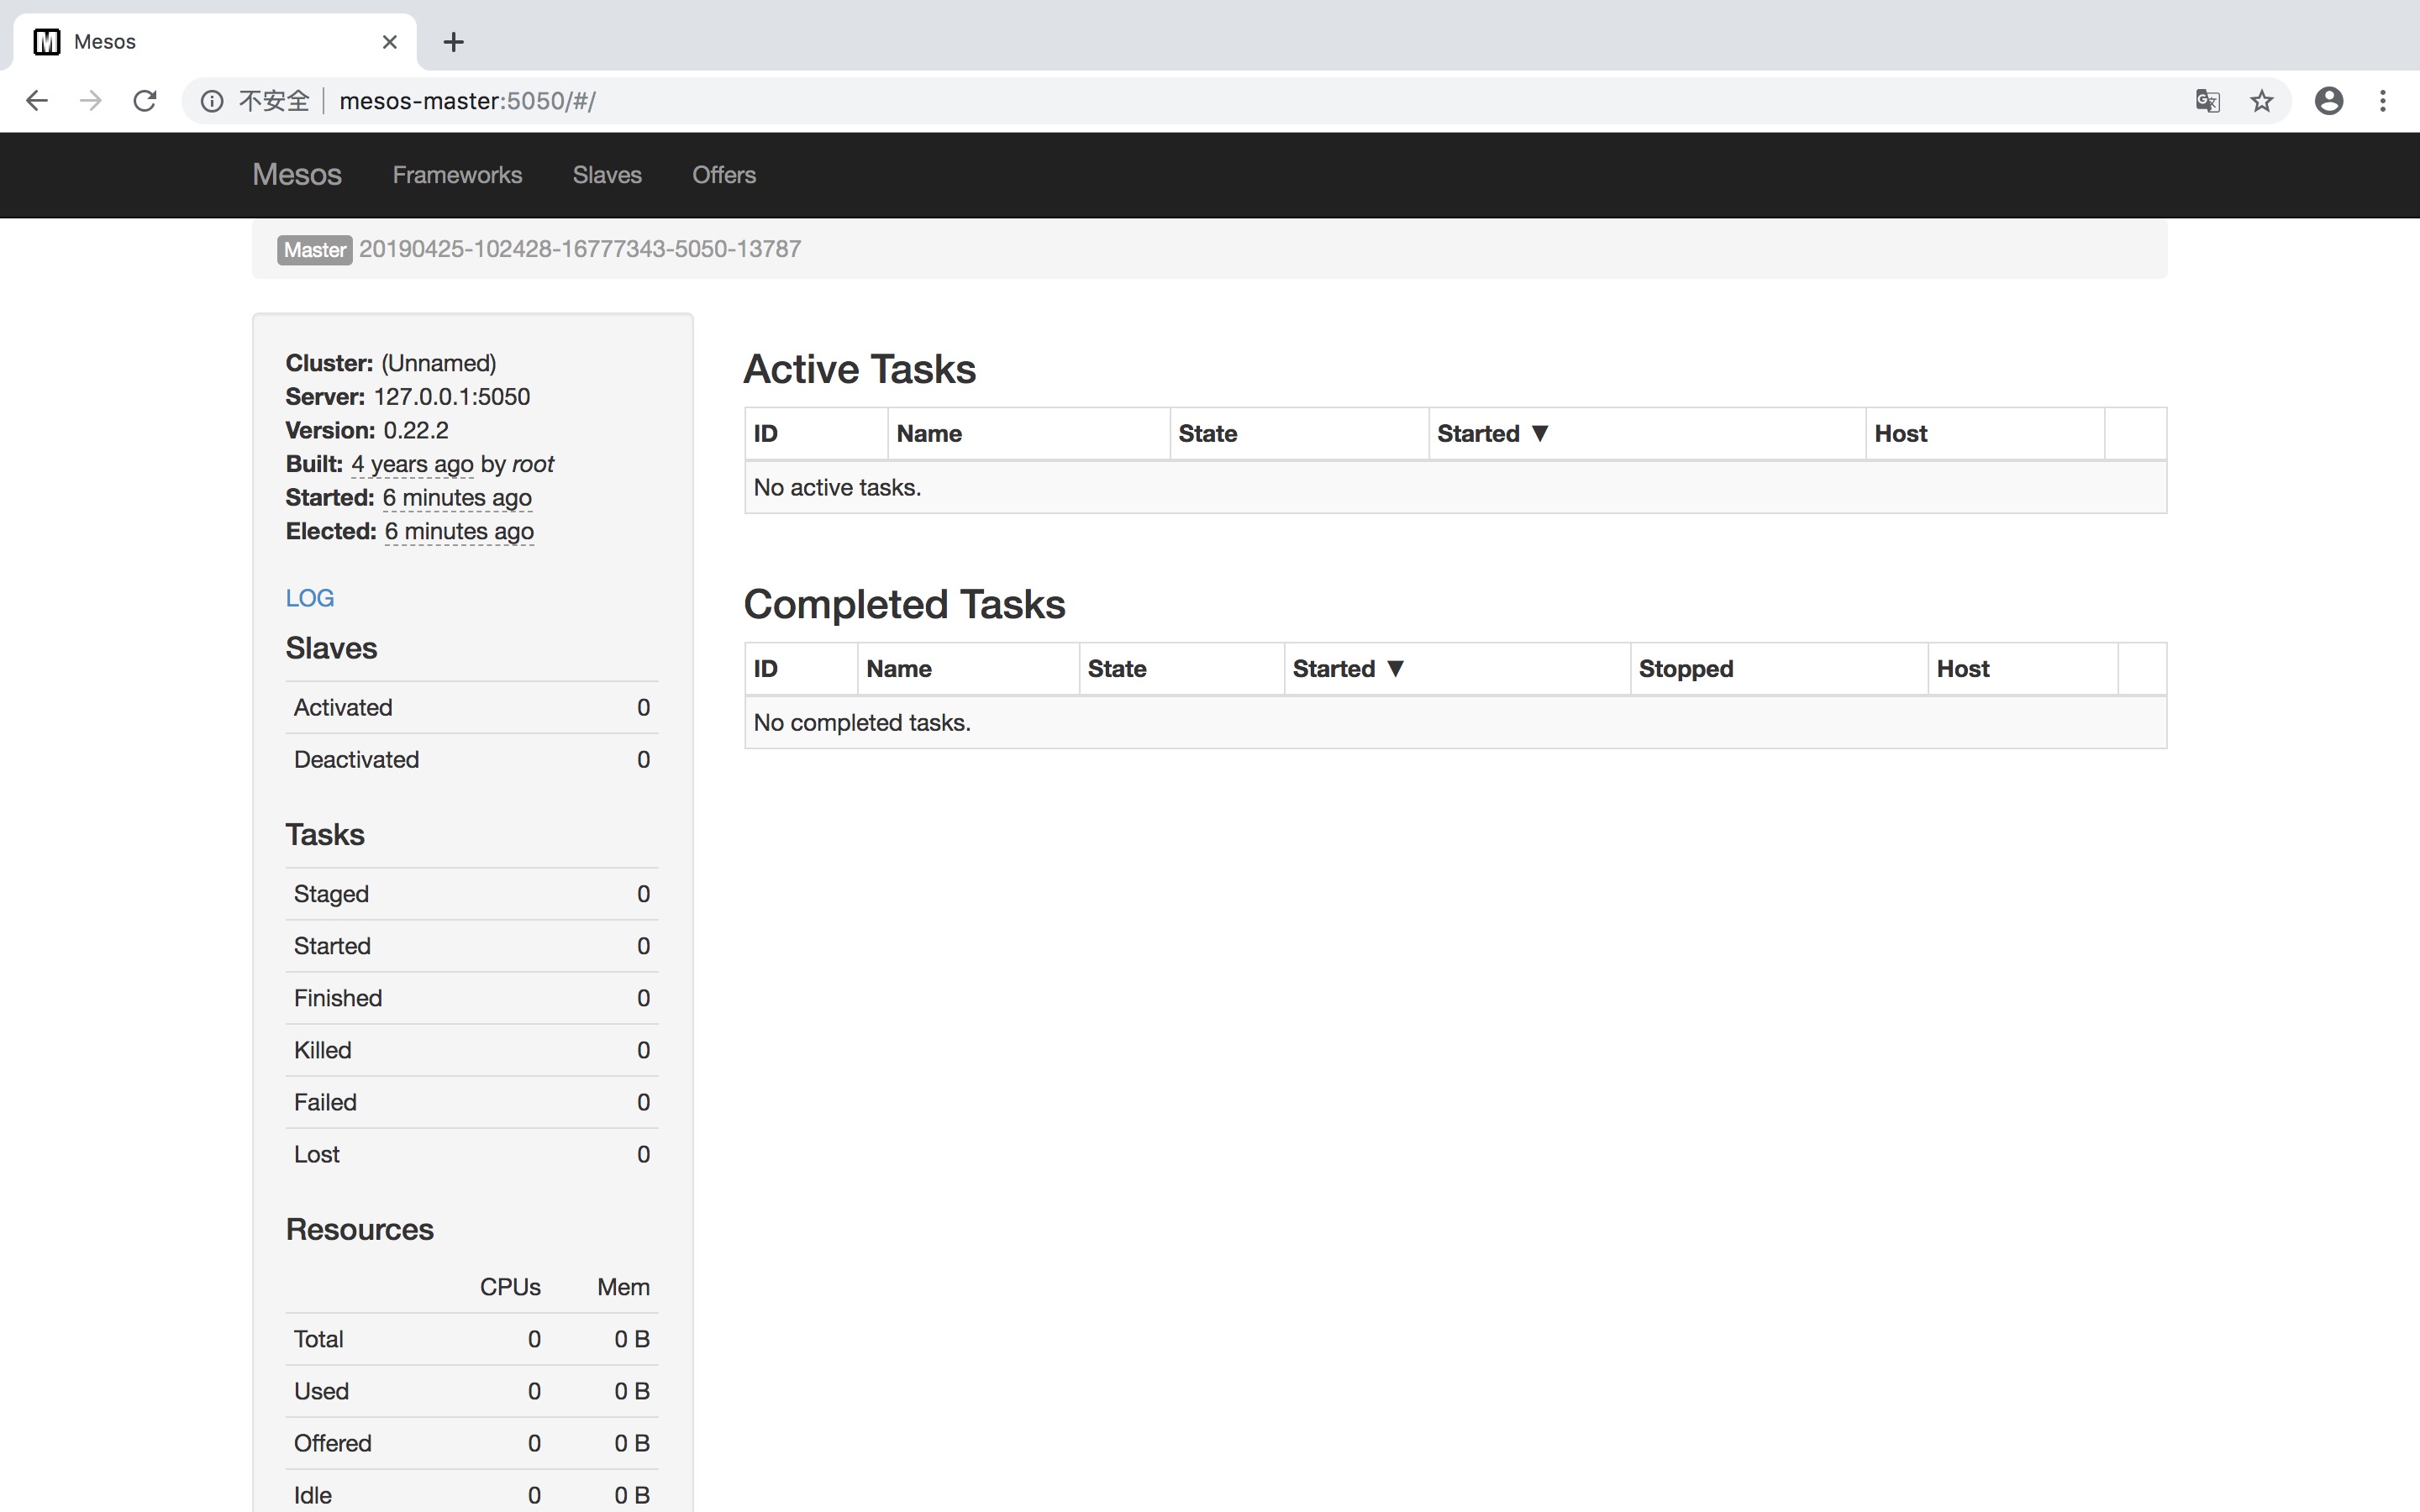 Mesos
不安全 mesos-master:5050/#/
Mesos Frameworks Slaves Offers
Master 20190425-102428-16777343-5050-13787
Cluster: (Unnamed)
Server: 127.0.0.1:5050
Version: 0.22.2
Built: 4 years ago by root
Started: 6 minutes ago
Elected: 6 minutes ago
LOG
Slaves
Activated 0
Deactivated 0
Tasks
Staged 0
Started 0
Finished 0
Killed 0
Failed 0
Lost 0
Resources
CPUs Mem
Total 0 0 B
Used 0 0 B
Offered 0 0 B
Idle 0 0 B
Active Tasks
ID Name State Started ▼ Host
No active tasks.
Completed Tasks
ID Name State Started ▼ Stopped Host
No completed tasks.